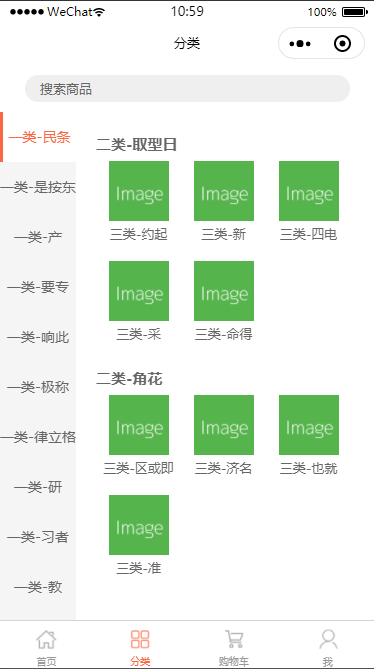 WeChat 10:59 100%
分类
搜索商品
一类-民条
一类-是按东
一类-产
一类-要专
一类-响此
一类-极称
一类-律立格
一类-研
一类-习者
一类-教
二类-取型日
Image Image Image
三类-约起 三类-新 三类-四电
Image Image
三类-采 三类-命得
二类-角花
Image Image Image
三类-区或即 三类-济名 三类-也就
Image
三类-准
首页 分类 购物车 我